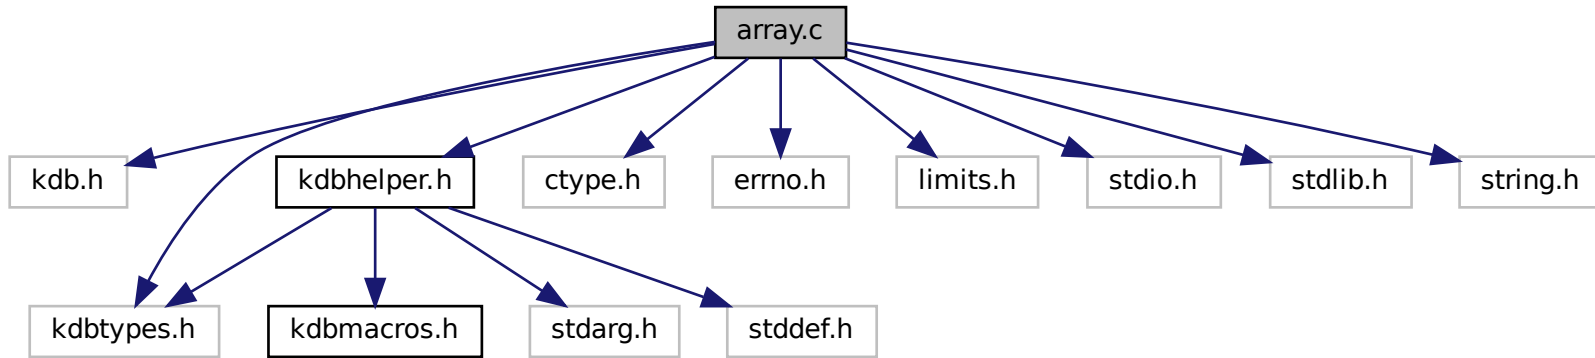 array.c
kdb.h
kdbhelper.h
ctype.h
errno.h
limits.h
stdio.h
stdlib.h
string.h
kdbtypes.h
kdbmacros.h
stdarg.h
stddef.h